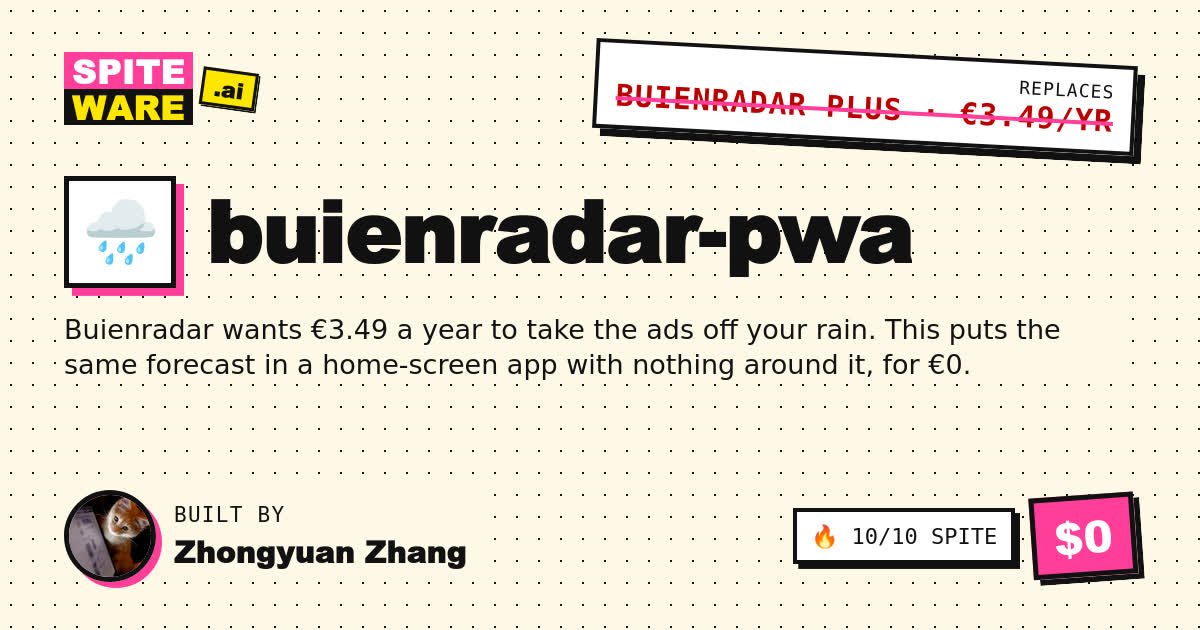 SPITE
WARE
.ai
REPLACES
BUIENRADAR PLUS · €3.49/YR
buienradar-pwa
Buienradar wants €3.49 a year to take the ads off your rain. This puts the
same forecast in a home-screen app with nothing around it, for €0.
BUILT BY
Zhongyuan Zhang
10/10 SPITE
$0